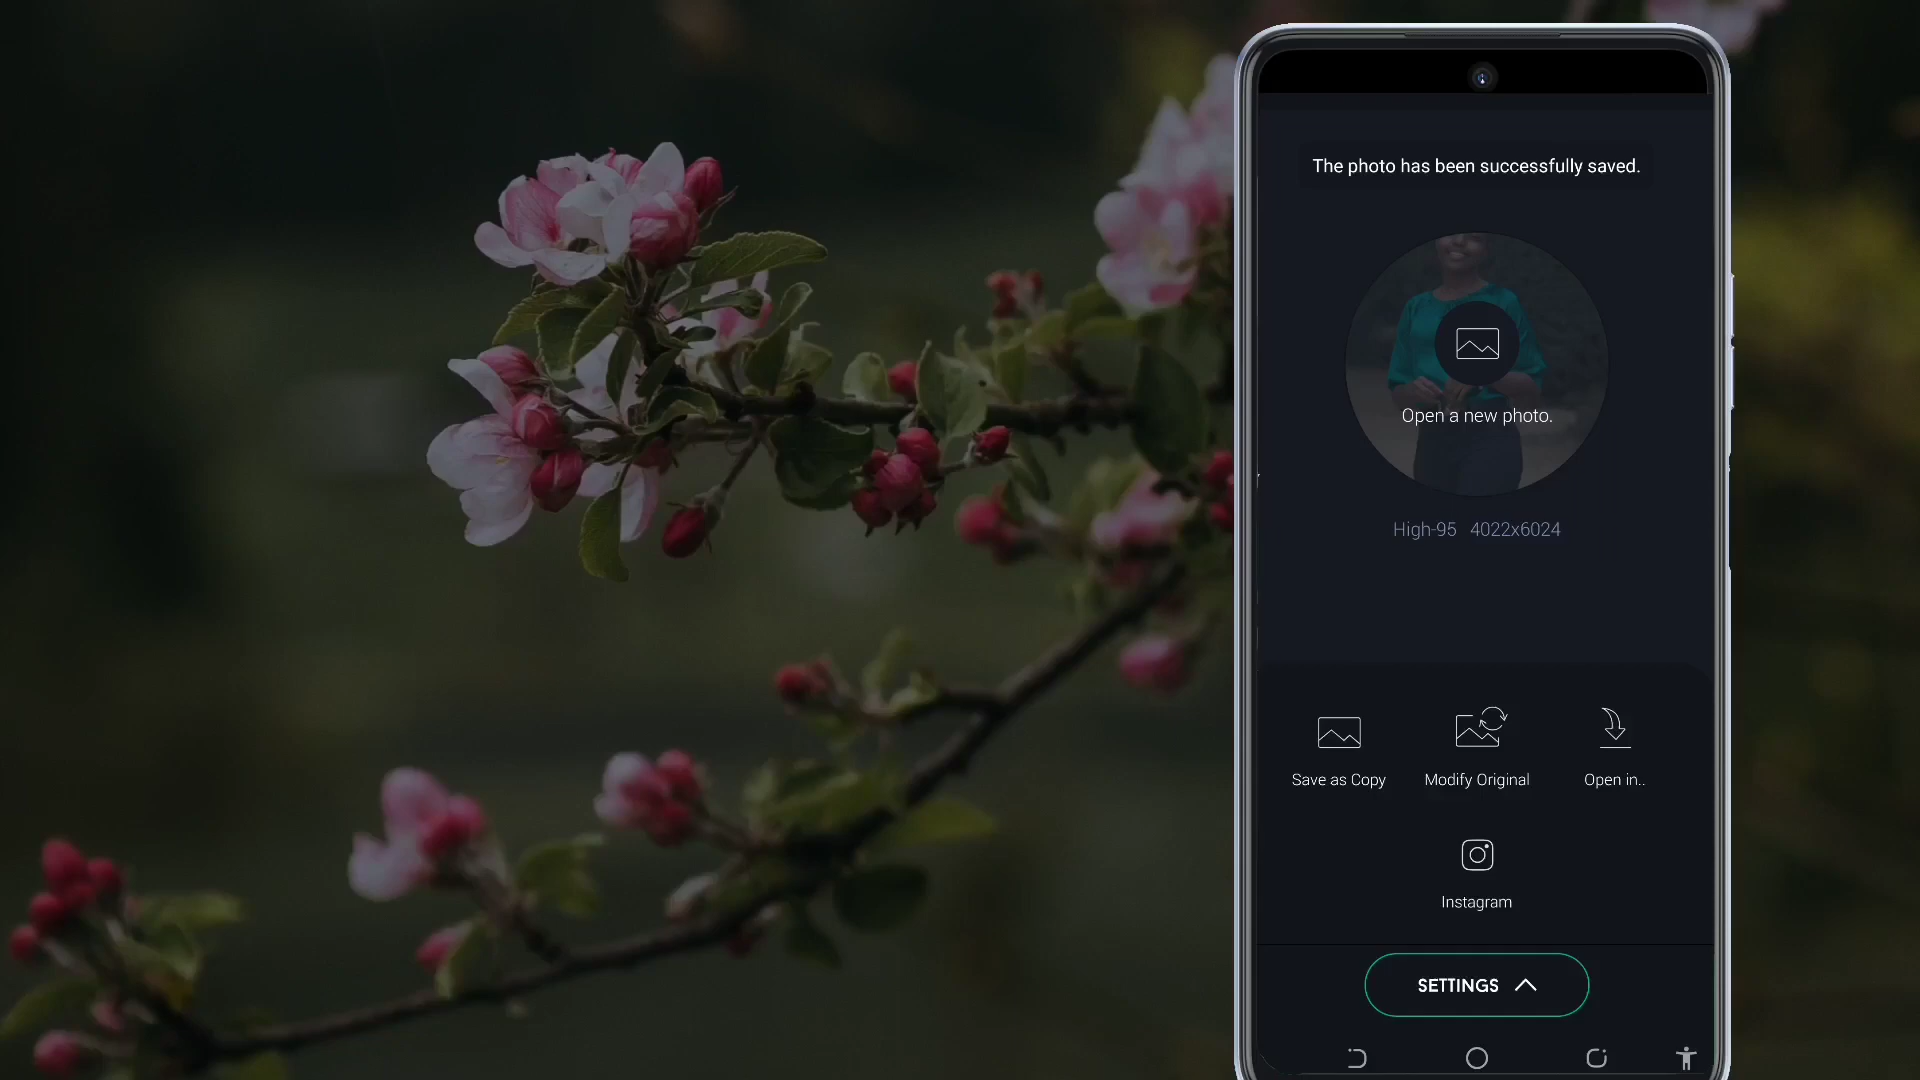 The photo has been successfully saved.
Open a new photo.
High-95 4022x6024
Save as Copy
Modify Original
Open in..
Instagram
SETTINGS